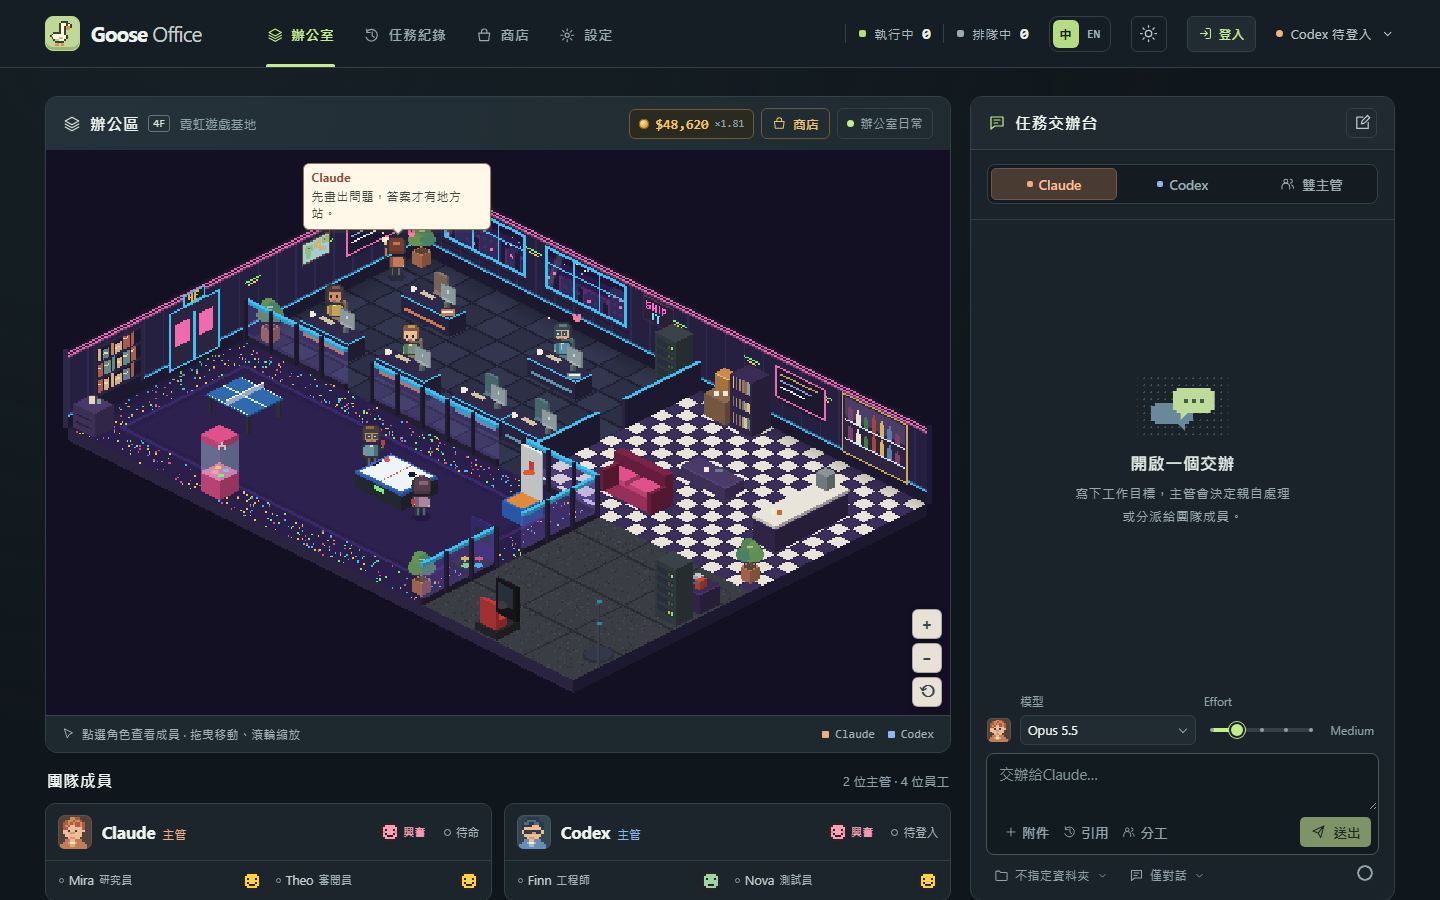 Goose Office
辦公室
任務紀錄
商店
設定
執行中 0
排隊中 0
中 EN
登入
Codex 待登入
辦公區 4F 霓虹遊戲基地
$48,620 ×1.81
商店
辦公室日常
Claude
先畫出問題，答案才有地方
站。
+
−
點選角色查看成員 · 拖曳移動、滾輪縮放
Claude
Codex
團隊成員
2 位主管 · 4 位員工
Claude 主管
興奮
待命
Mira 研究員
Theo 審閱員
Codex 主管
興奮
待登入
Finn 工程師
Nova 測試員
任務交辦台
Claude
Codex
雙主管
開啟一個交辦
寫下工作目標，主管會決定親自處理
或分派給團隊成員。
模型
Effort
Opus 5.5
Medium
交辦給Claude...
附件
引用
分工
送出
不指定資料夾
僅對話